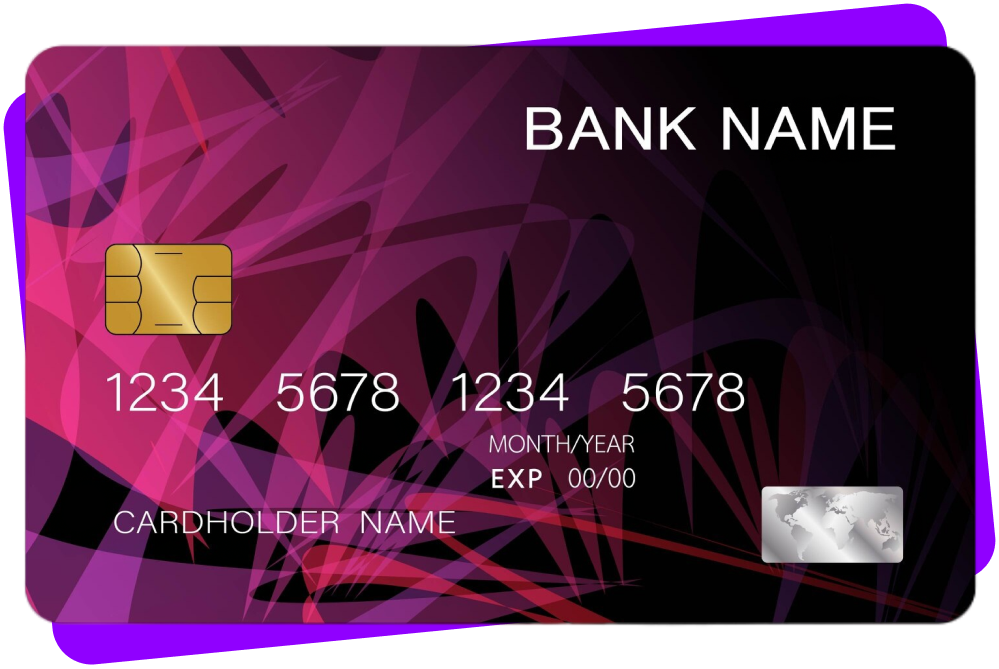 BANK NAME
1234 5678 1234 5678
MONTH/YEAR
EXP 00/00
CARDHOLDER NAME